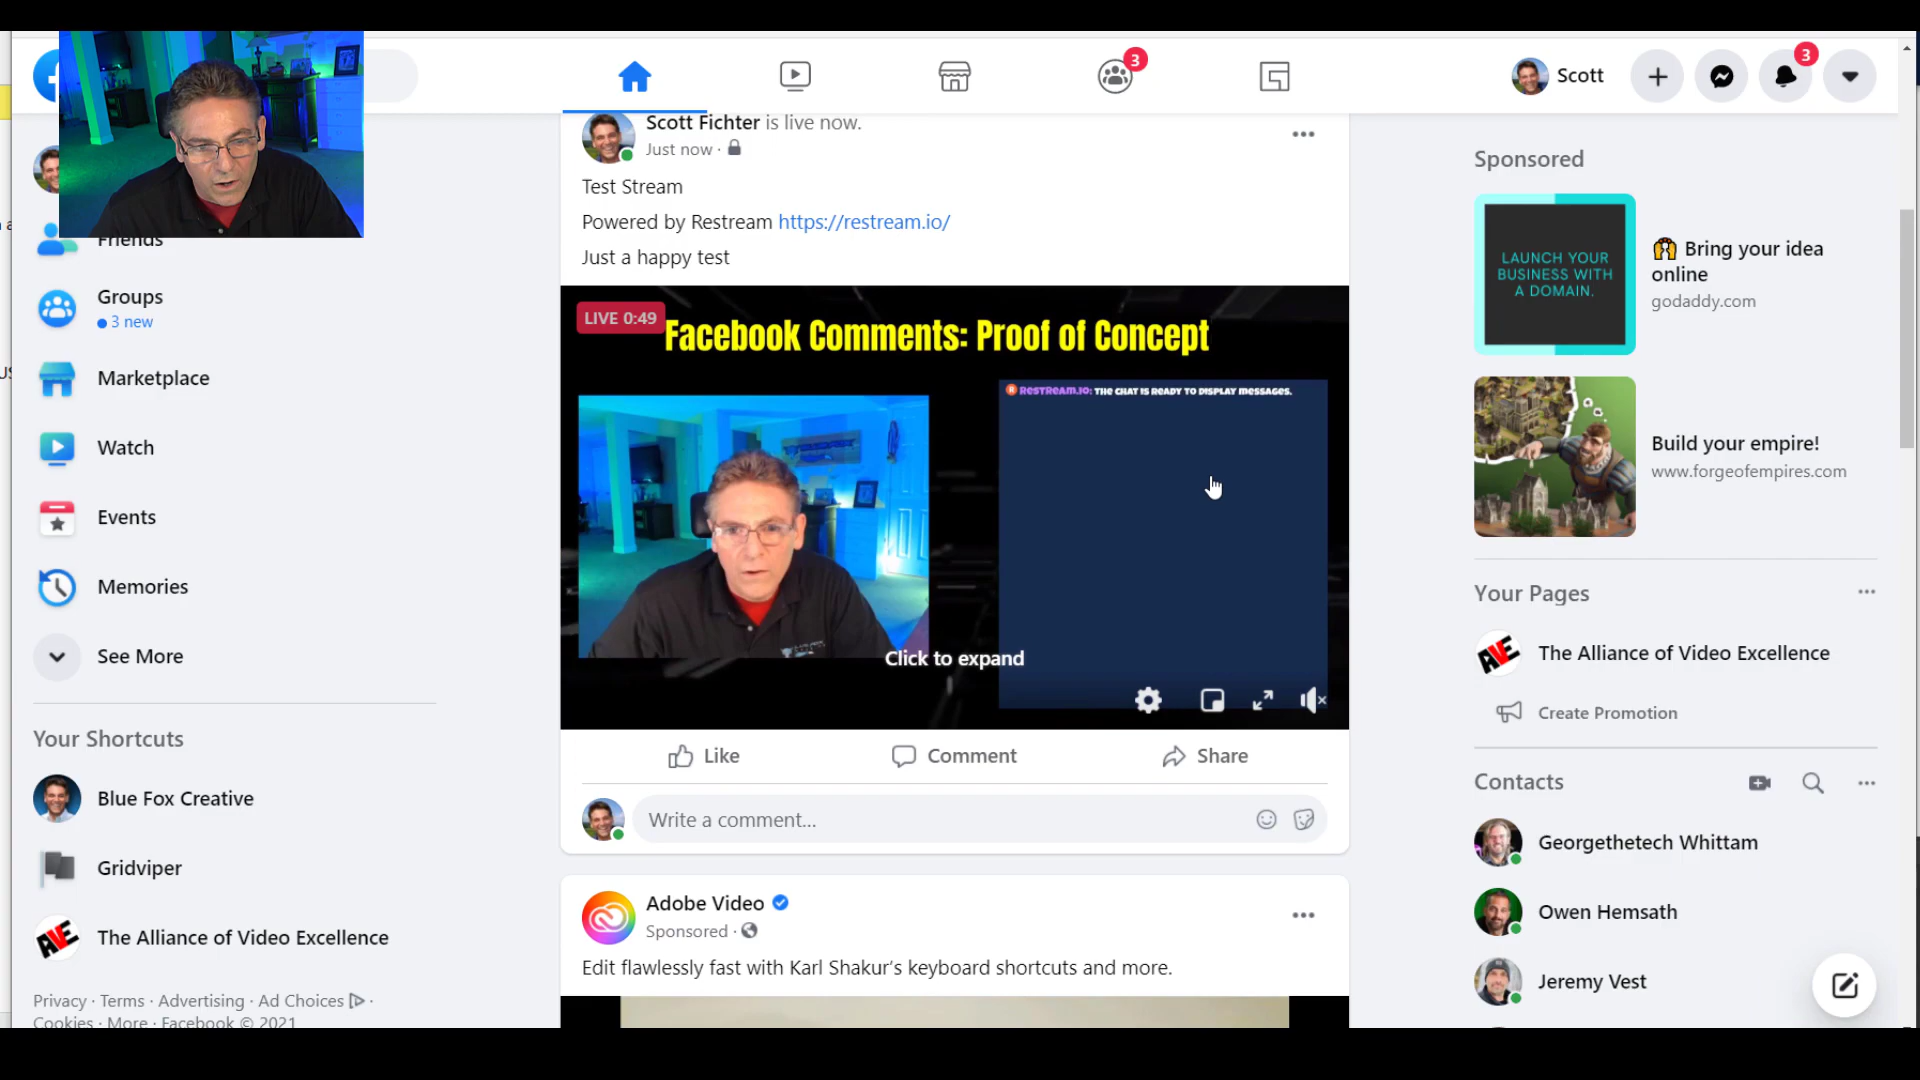 3
Scott
3
Friends
Groups
3 new
Marketplace
Watch
Events
Memories
See More
Your Shortcuts
Blue Fox Creative
Gridviper
The Alliance of Video Excellence
Privacy · Terms · Advertising · Ad Choices ·
Cookies · More · Facebook © 2021
Scott Fichter is live now.
Just now ·
Test Stream
Powered by Restream https://restream.io/
Just a happy test
LIVE 0:49
Facebook Comments: Proof of Concept
RESTREAM.IO: THE CHAT IS READY TO DISPLAY MESSAGES.
Click to expand
Like
Comment
Share
Write a comment...
Adobe Video
Sponsored ·
Edit flawlessly fast with Karl Shakur's keyboard shortcuts and more.
Sponsored
LAUNCH YOUR
BUSINESS WITH
A DOMAIN.
Bring your idea
online
godaddy.com
Build your empire!
www.forgeofempires.com
Your Pages
AVE
The Alliance of Video Excellence
Create Promotion
Contacts
Georgethetech Whittam
Owen Hemsath
Jeremy Vest